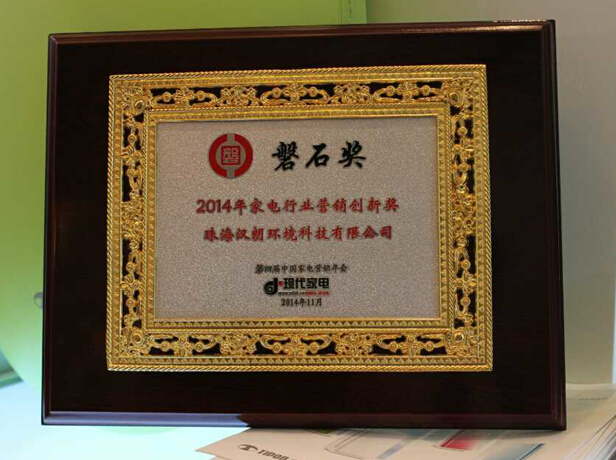 磐
磐石奖
2014年家电行业营销创新奖
珠海汉朗环境科技有限公司
第四届中国家电营销年会
现代家电
2014年11月